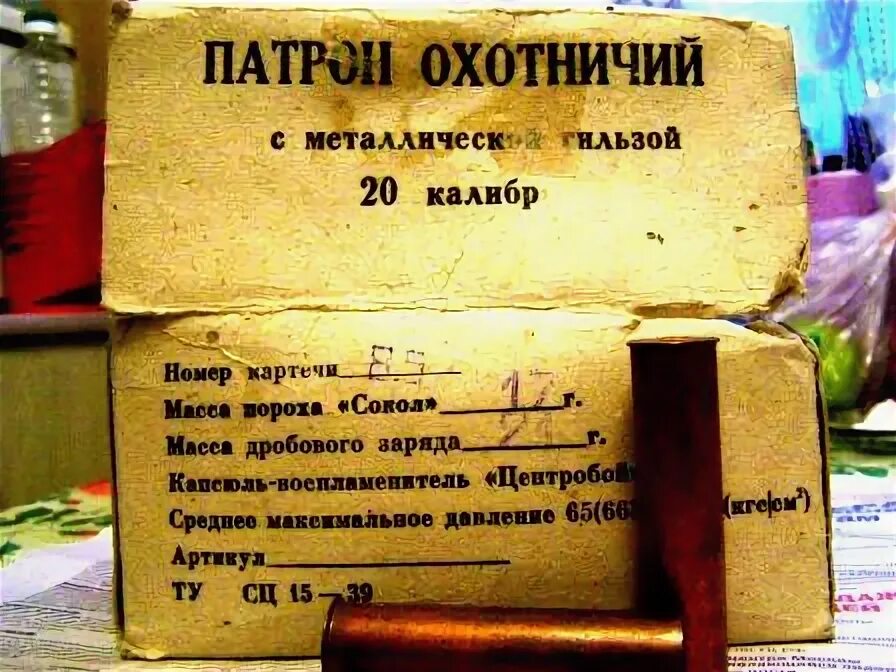 ПАТРОН ОХОТНИЧИЙ
с металлической гильзой
20 калибр
Номер картечи
Масса пороха «Сокол» г.
Масса дробового заряда г.
Капсюль-воспламенитель «Центробой
Среднее максимальное давление 65(66 (кгс/см²)
Артикул
ТУ СЦ 15—39